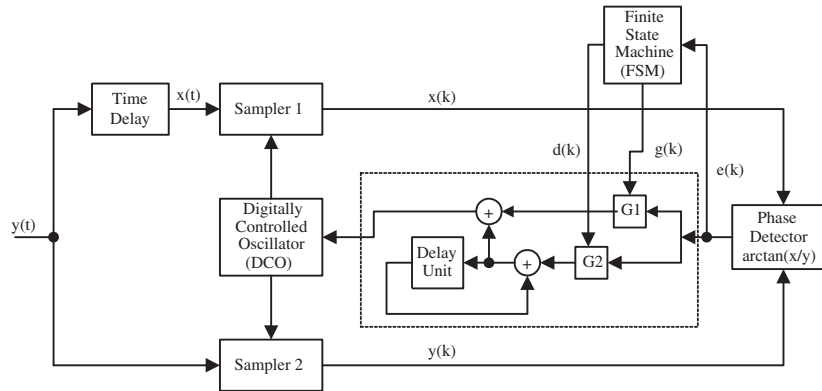 Finite
State
Machine
(FSM)
Time
Delay
x(t)
Sampler 1
x(k)
d(k)
g(k)
e(k)
y(t)
Digitally
Controlled
Oscillator
(DCO)
+
G1
Delay
Unit
+
G2
Phase
Detector
arctan(x/y)
Sampler 2
y(k)